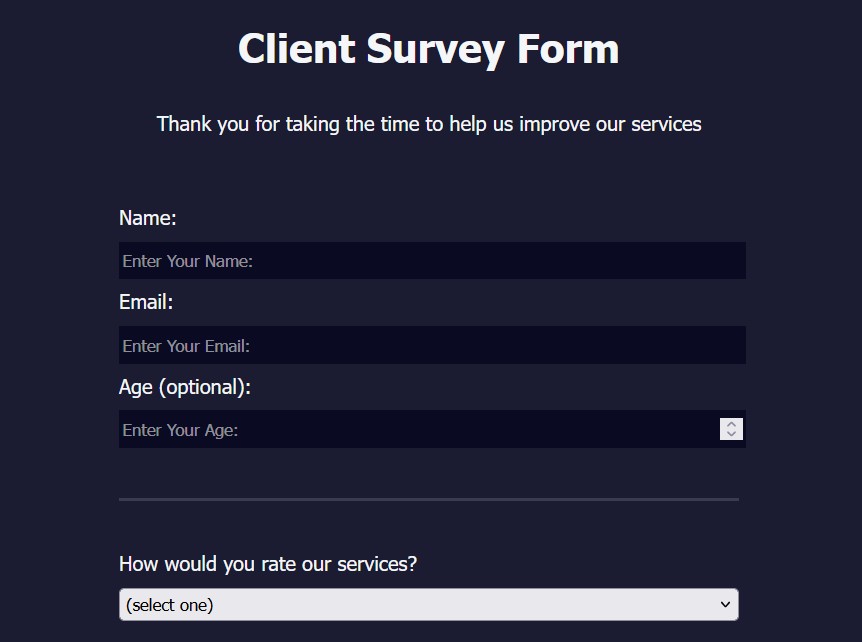 Client Survey Form
Thank you for taking the time to help us improve our services
Name:
Enter Your Name:
Email:
Enter Your Email:
Age (optional):
Enter Your Age:
How would you rate our services?
(select one)